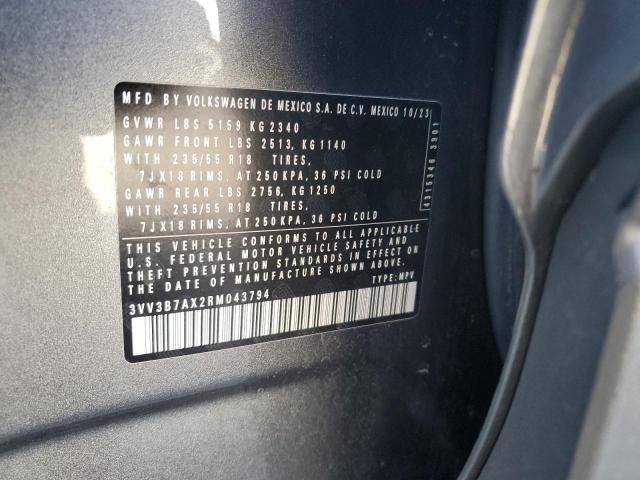 MFD BY VOLKSWAGEN DE MEXICO S.A. DE C.V. MEXICO 10/23
GVWR LBS 5159 KG 2340
GAWR FRONT LBS 2513, KG 1140
WITH 235/55 R18 TIRES,
7JX18 RIMS, AT 250 KPA, 36 PSI COLD
GAWR REAR LBS 2756, KG 1250
WITH 235/55 R18 TIRES,
7JX18 RIMS, AT 250 KPA, 36 PSI COLD
THIS VEHICLE CONFORMS TO ALL APPLICABLE
U.S. FEDERAL MOTOR VEHICLE SAFETY AND
THEFT PREVENTION STANDARDS IN EFFECT ON
THE DATE OF MANUFACTURE SHOWN ABOVE.
3VV3B7AX2RM043794 TYPE: MPV
4315346 3901